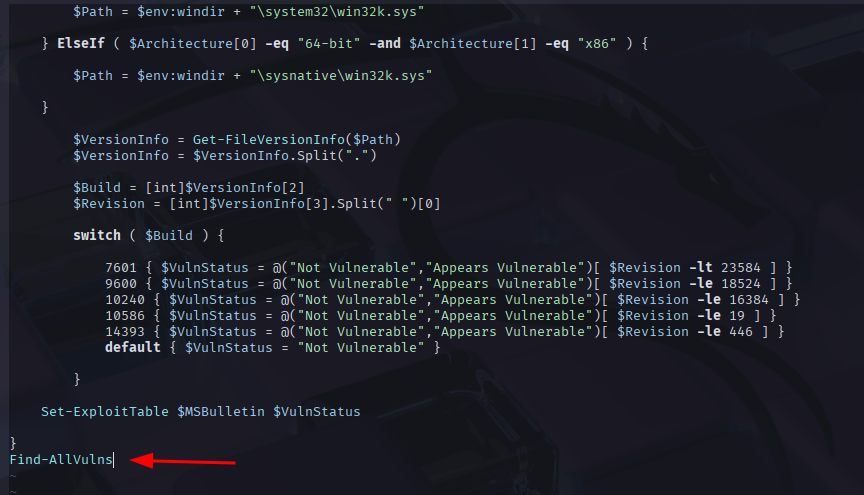 $Path = $env:windir + "\system32\win32k.sys"
} ElseIf ( $Architecture[0] -eq "64-bit" -and $Architecture[1] -eq "x86" ) {
$Path = $env:windir + "\sysnative\win32k.sys"
}
$VersionInfo = Get-FileVersionInfo($Path)
$VersionInfo = $VersionInfo.Split(".")
$Build = [int]$VersionInfo[2]
$Revision = [int]$VersionInfo[3].Split(" ")[0]
switch ( $Build ) {
7601 { $VulnStatus = @("Not Vulnerable","Appears Vulnerable")[ $Revision -lt 23584 ] }
9600 { $VulnStatus = @("Not Vulnerable","Appears Vulnerable")[ $Revision -le 18524 ] }
10240 { $VulnStatus = @("Not Vulnerable","Appears Vulnerable")[ $Revision -le 16384 ] }
10586 { $VulnStatus = @("Not Vulnerable","Appears Vulnerable")[ $Revision -le 19 ] }
14393 { $VulnStatus = @("Not Vulnerable","Appears Vulnerable")[ $Revision -le 446 ] }
default { $VulnStatus = "Not Vulnerable" }
}
Set-ExploitTable $MSBulletin $VulnStatus
}
Find-AllVulns
~
~